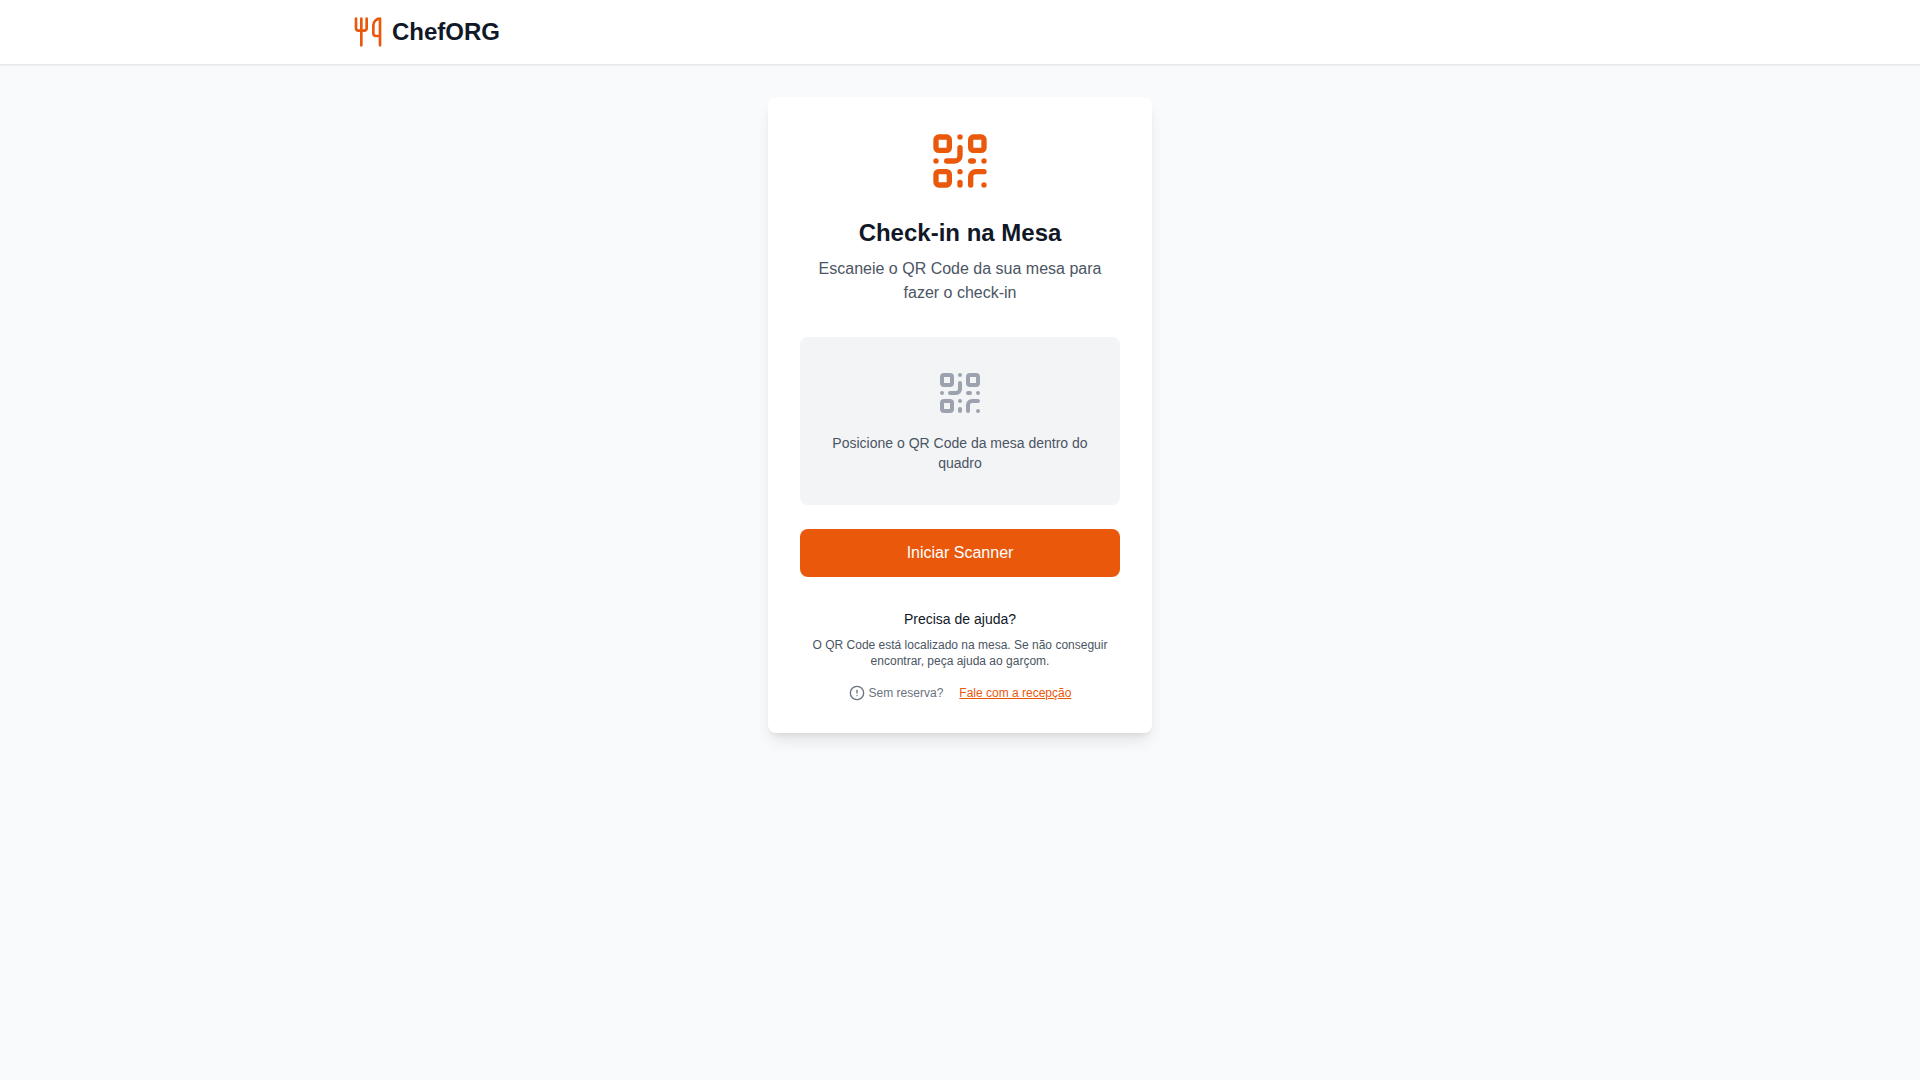 ChefORG
Check-in na Mesa
Escaneie o QR Code da sua mesa para
fazer o check-in
Posicione o QR Code da mesa dentro do
quadro
Iniciar Scanner
Precisa de ajuda?
O QR Code está localizado na mesa. Se não conseguir
encontrar, peça ajuda ao garçom.
Sem reserva? Fale com a recepção